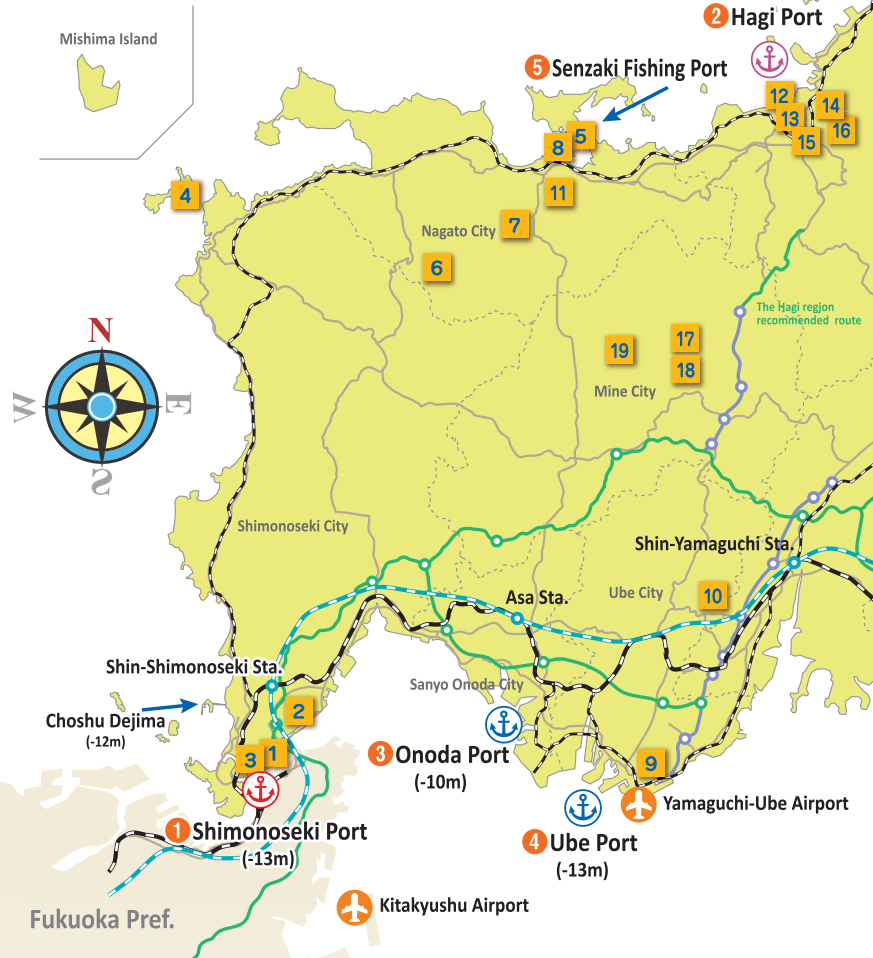 2 Hagi Port
Mishima Island
5 Senzaki Fishing Port
12
13
14
15
16
5
8
4
11
7
Nagato City
6
The Hagi region
recommended route
N
W
E
S
19
17
18
Mine City
Shimonoseki City
Shin-Yamaguchi Sta.
Asa Sta.
Ube City
10
Shin-Shimonoseki Sta.
Sanyo Onoda City
Choshu Dejima
(-12m)
2
1
3
3 Onoda Port
(-10m)
9
Yamaguchi-Ube Airport
1 Shimonoseki Port
(-13m)
4 Ube Port
(-13m)
Kitakyushu Airport
Fukuoka Pref.